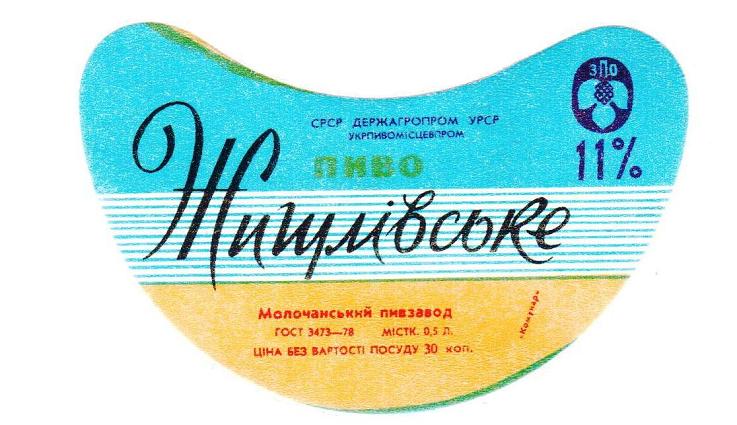 ЗПО
СРСР ДЕРЖАГРОПРОМ УРСР
УКРПИВОМІСЦЕВПРОМ
ПИВО
11%
Жигулівське
Молочанський пивзавод
ГОСТ 3473—78 МІСТК. 0,5 Л.
ЦІНА БЕЗ ВАРТОСТІ ПОСУДУ 30 коп.
«Комунар»